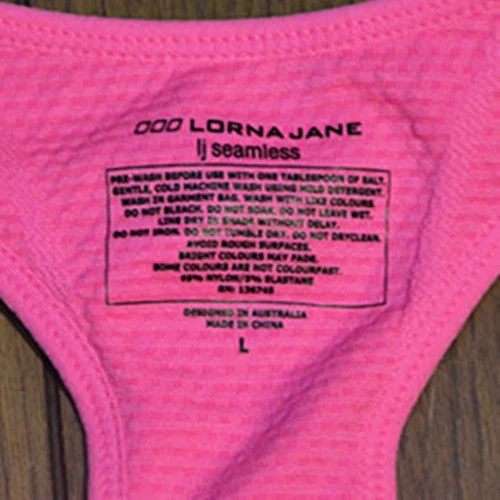 LORNA JANE
lj seamless
PRE-WASH BEFORE USE WITH ONE TABLESPOON OF SALT.
GENTLE, COLD MACHINE WASH USING MILD DETERGENT.
WASH IN GARMENT BAG. WASH WITH LIKE COLOURS.
DO NOT BLEACH. DO NOT SOAK. DO NOT LEAVE WET.
LINE DRY IN SHADE WITHOUT DELAY.
DO NOT IRON. DO NOT TUMBLE DRY. DO NOT DRYCLEAN.
AVOID ROUGH SURFACES.
BRIGHT COLOURS MAY FADE.
SOME COLOURS ARE NOT COLOURFAST.
NYLON/ ELASTANE
RN:
DESIGNED IN AUSTRALIA
MADE IN CHINA
L